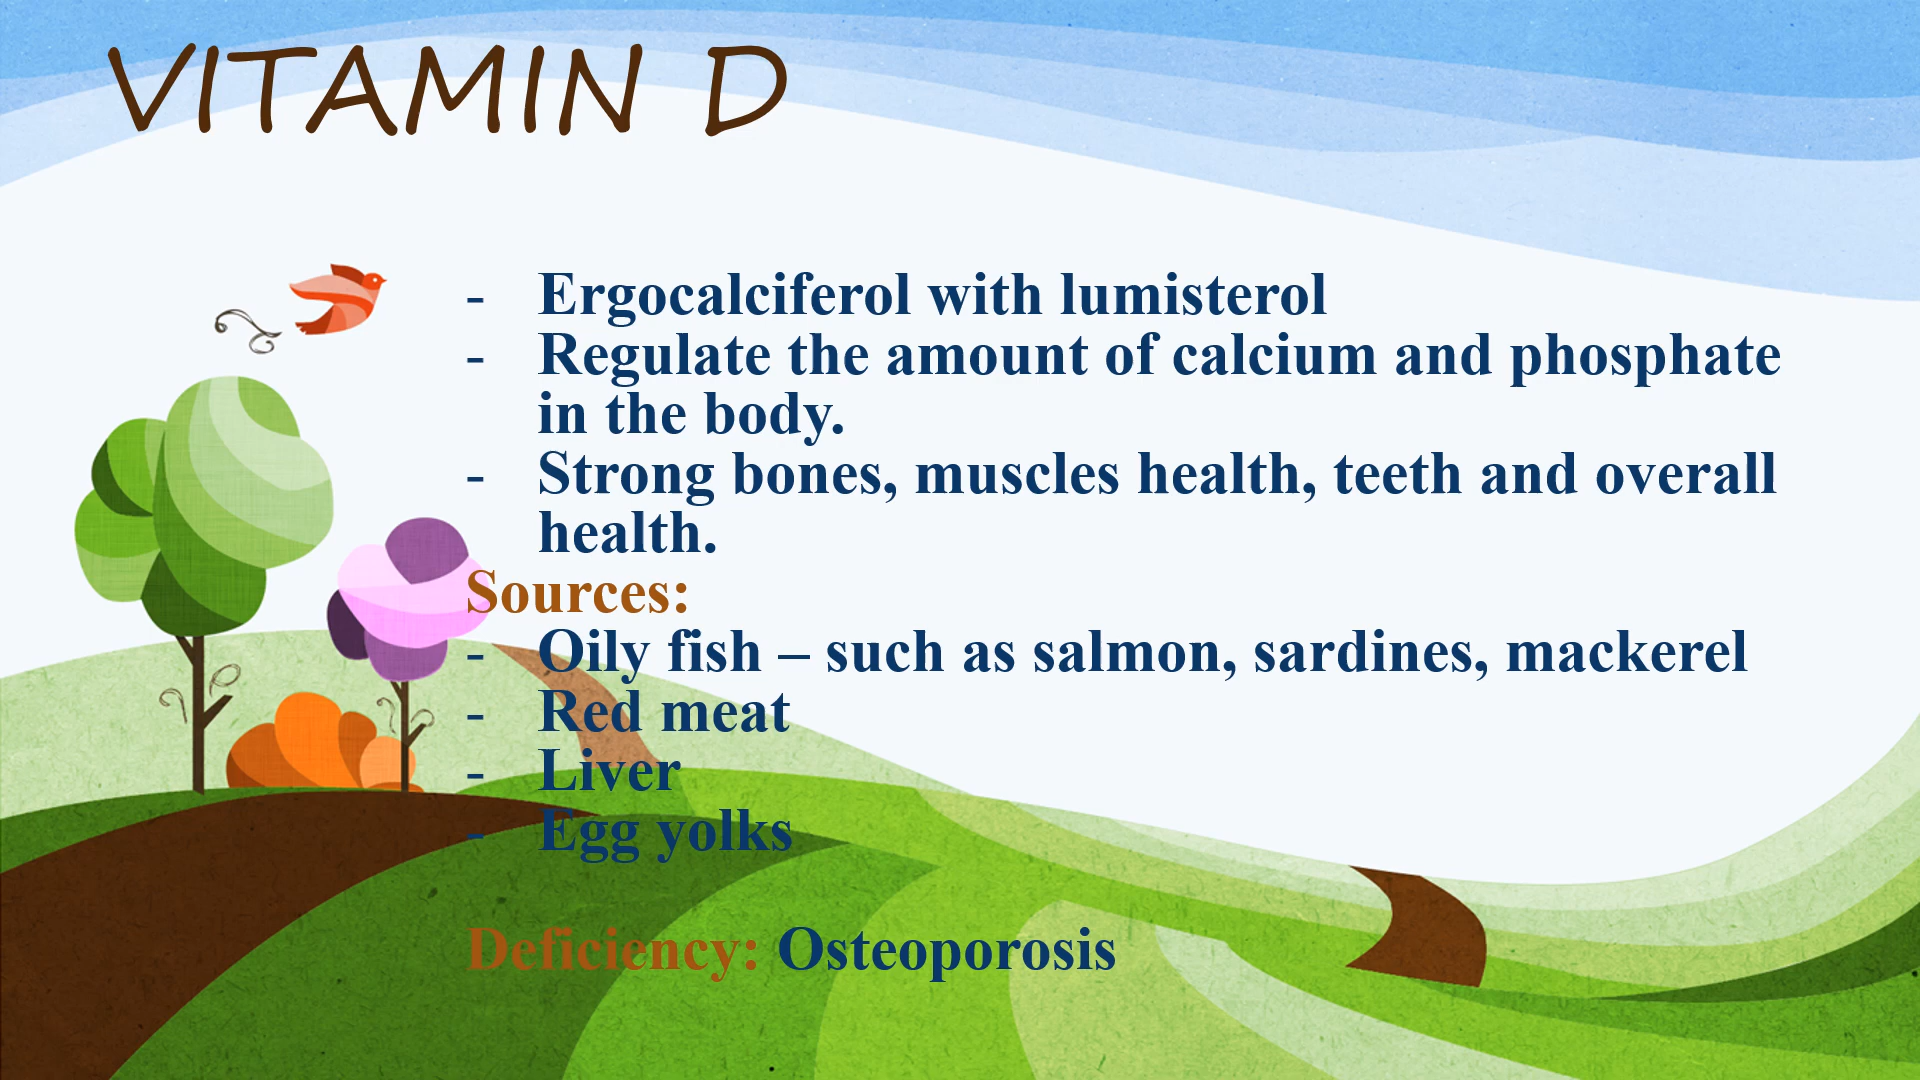 VITAMIN D
- Ergocalciferol with lumisterol
- Regulate the amount of calcium and phosphate
in the body.
- Strong bones, muscles health, teeth and overall
health.
Sources:
- Oily fish – such as salmon, sardines, mackerel
- Red meat
- Liver
- Egg yolks
Deficiency: Osteoporosis